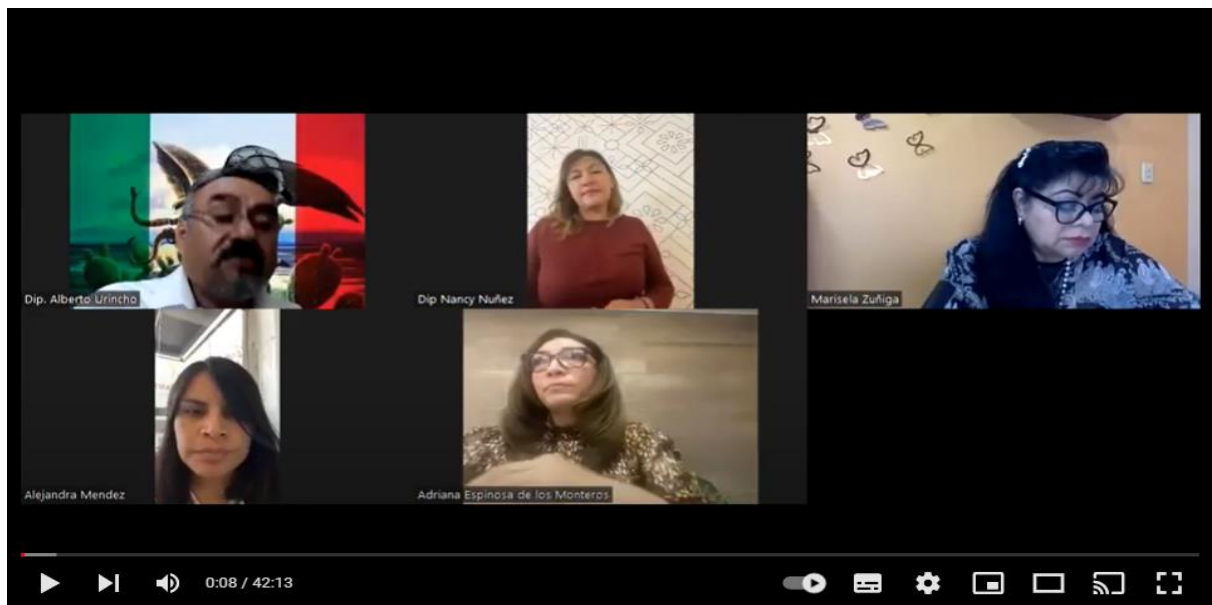 Dip. Alberto Urincho
Dip Nancy Nuñez
Marisela Zuñiga
Alejandra Mendez
Adriana Espinosa de los Monteros
0:08 / 42:13